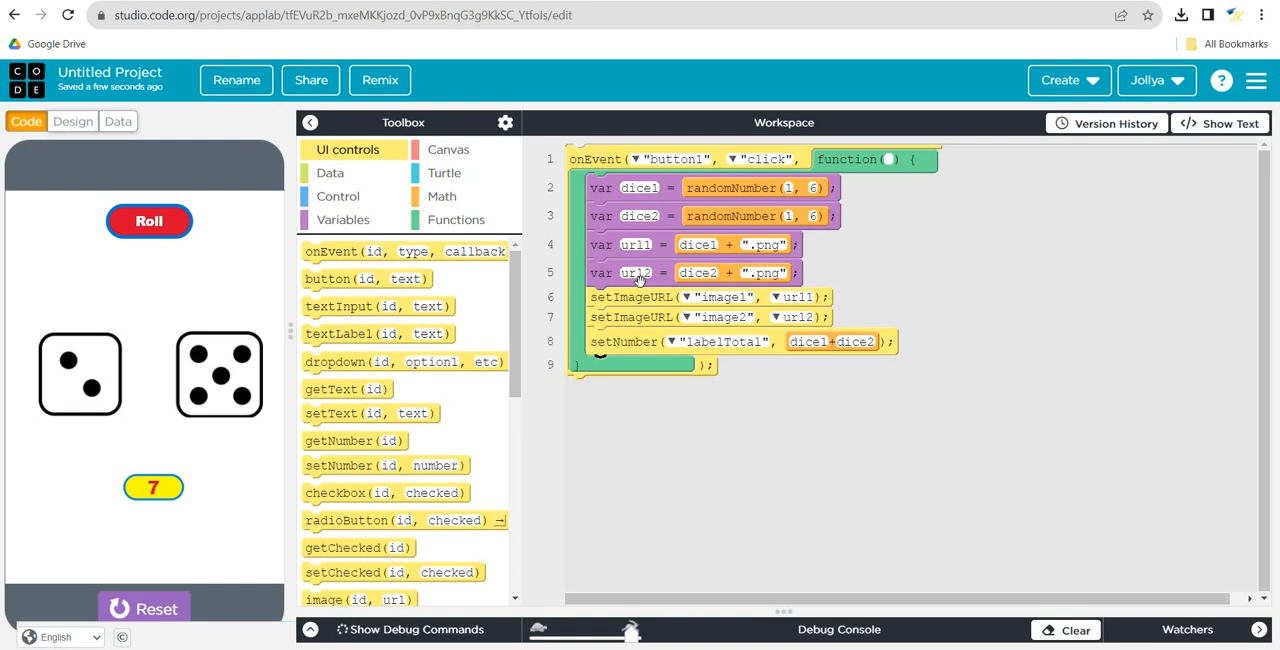 studio.code.org/projects/applab/tfEVuR2b_mxeMKKjozd_0vP9xBnqG3g9KkSC_YtfoIs/edit
Google Drive
All Bookmarks
CODE
Untitled Project
Saved a few seconds ago
Rename
Share
Remix
Create
Jollya
?
Code
Design
Data
Toolbox
Workspace
Version History
</> Show Text
Roll
7
Reset
English
©
UI controls
Canvas
Data
Turtle
Control
Math
Variables
Functions
onEvent(id, type, callback
button(id, text)
textInput(id, text)
textLabel(id, text)
dropdown(id, option1, etc)
getText(id)
setText(id, text)
getNumber(id)
setNumber(id, number)
checkbox(id, checked)
radioButton(id, checked)
getChecked(id)
setChecked(id, checked)
image(id, url)
1 onEvent("button1", "click", function() {
2 var dice1 = randomNumber(1, 6);
3 var dice2 = randomNumber(1, 6);
4 var url1 = dice1 + ".png";
5 var url2 = dice2 + ".png";
6 setImageURL("image1", url1);
7 setImageURL("image2", url2);
8 setNumber("labelTotal", dice1+dice2);
9 });
Show Debug Commands
Debug Console
Clear
Watchers